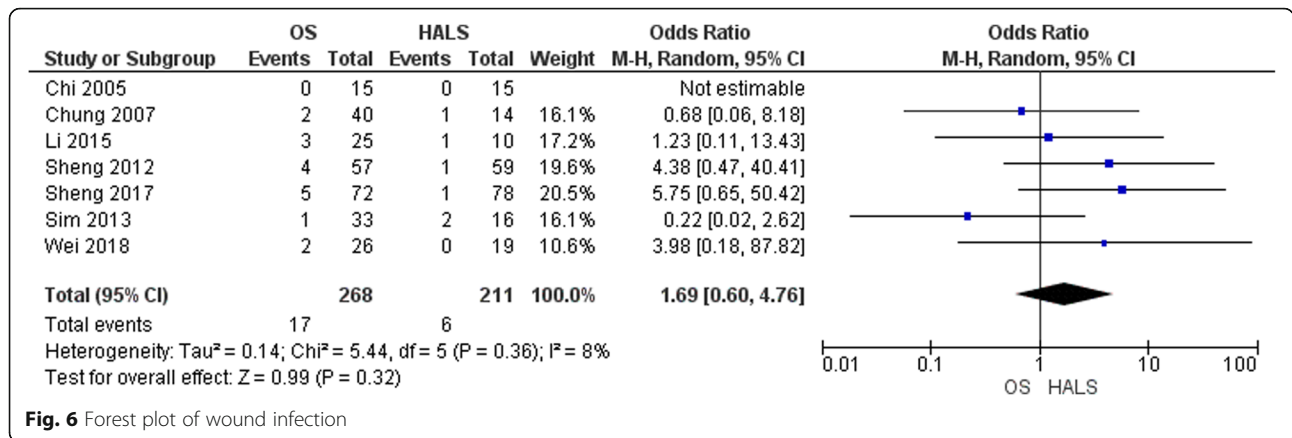 OS HALS Odds Ratio Odds Ratio
Study or Subgroup Events Total Events Total Weight M-H, Random, 95% CI M-H, Random, 95% CI
Chi 2005 0 15 0 15 Not estimable
Chung 2007 2 40 1 14 16.1% 0.68 [0.06, 8.18]
Li 2015 3 25 1 10 17.2% 1.23 [0.11, 13.43]
Sheng 2012 4 57 1 59 19.6% 4.38 [0.47, 40.41]
Sheng 2017 5 72 1 78 20.5% 5.75 [0.65, 50.42]
Sim 2013 1 33 2 16 16.1% 0.22 [0.02, 2.62]
Wei 2018 2 26 0 19 10.6% 3.98 [0.18, 87.82]
Total (95% CI) 268 211 100.0% 1.69 [0.60, 4.76]
Total events 17 6
Heterogeneity: Tau² = 0.14; Chi² = 5.44, df = 5 (P = 0.36); I² = 8%
Test for overall effect: Z = 0.99 (P = 0.32)
0.01 0.1 1 10 100
OS HALS
Fig. 6 Forest plot of wound infection